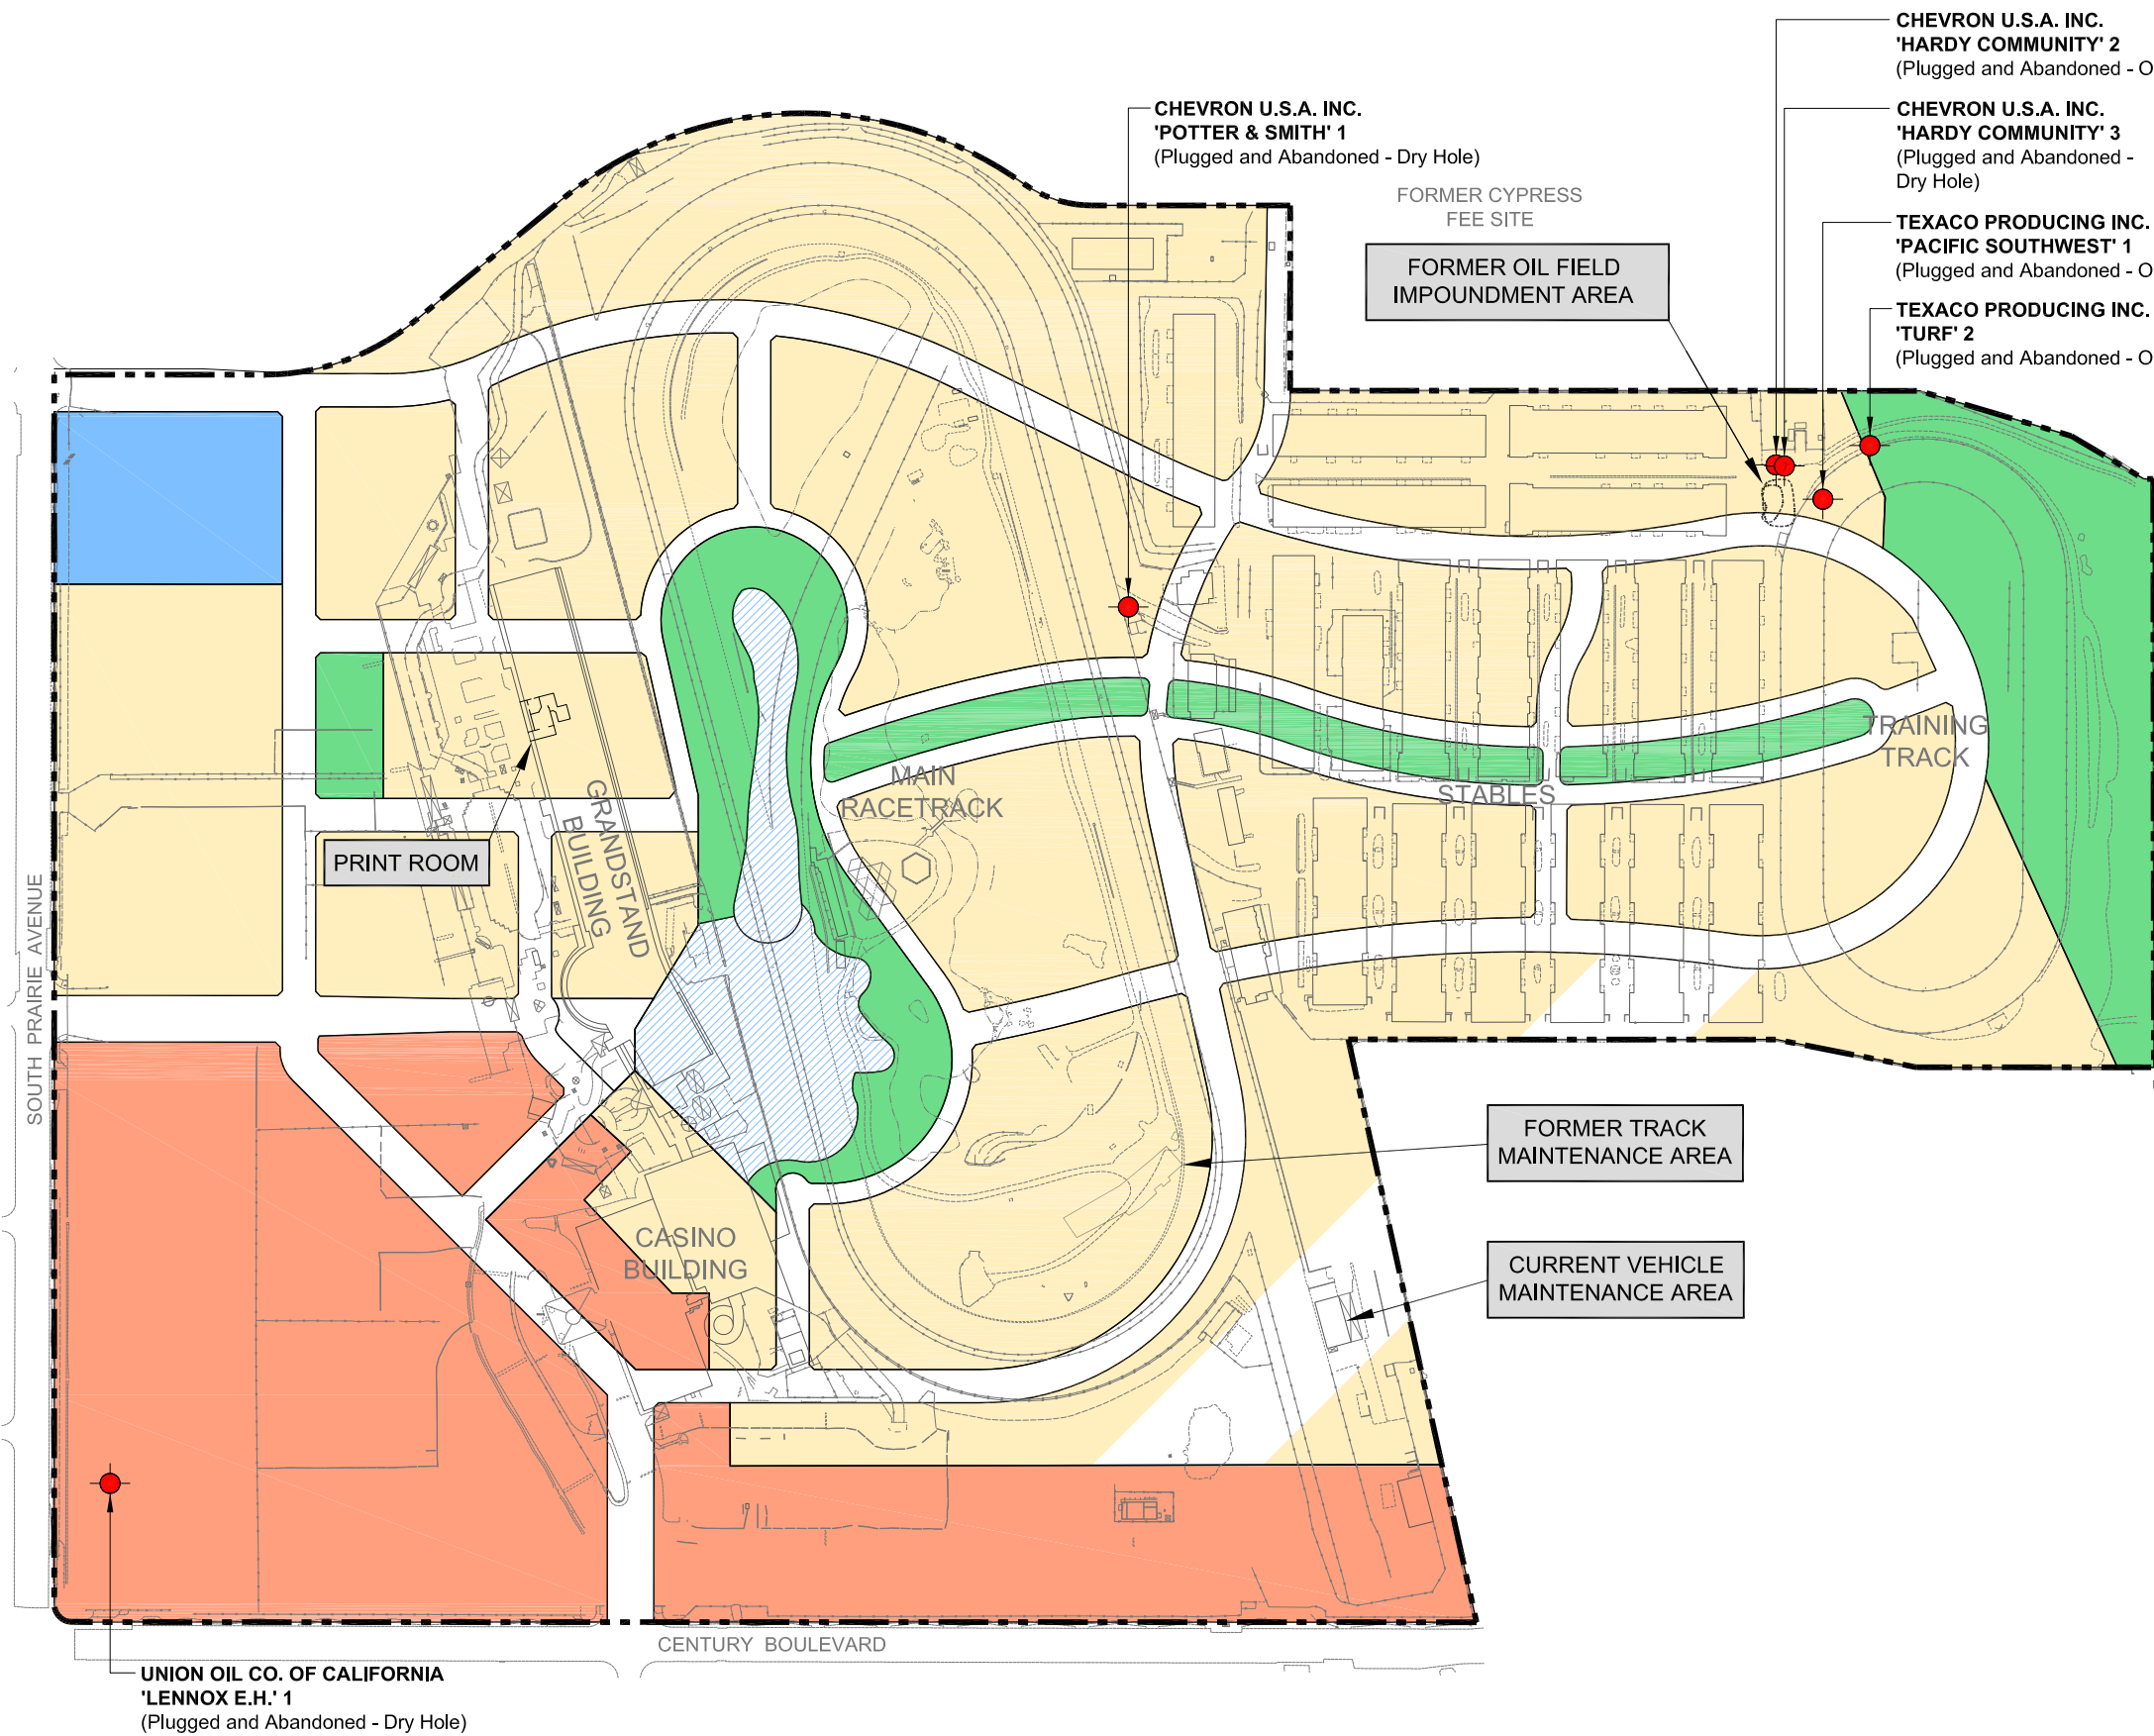 CHEVRON U.S.A. INC.
'HARDY COMMUNITY' 2
(Plugged and Abandoned - O
CHEVRON U.S.A. INC.
'POTTER & SMITH' 1
(Plugged and Abandoned - Dry Hole)
CHEVRON U.S.A. INC.
'HARDY COMMUNITY' 3
(Plugged and Abandoned -
Dry Hole)
FORMER CYPRESS
FEE SITE
TEXACO PRODUCING INC.
'PACIFIC SOUTHWEST' 1
(Plugged and Abandoned - O
FORMER OIL FIELD
IMPOUNDMENT AREA
TEXACO PRODUCING INC.
'TURF' 2
(Plugged and Abandoned - O
TRAINING
TRACK
MAIN
RACETRACK
STABLES
GRANDSTAND
BUILDING
PRINT ROOM
SOUTH PRAIRIE AVENUE
FORMER TRACK
MAINTENANCE AREA
CASINO
BUILDING
CURRENT VEHICLE
MAINTENANCE AREA
CENTURY BOULEVARD
UNION OIL CO. OF CALIFORNIA
'LENNOX E.H.' 1
(Plugged and Abandoned - Dry Hole)